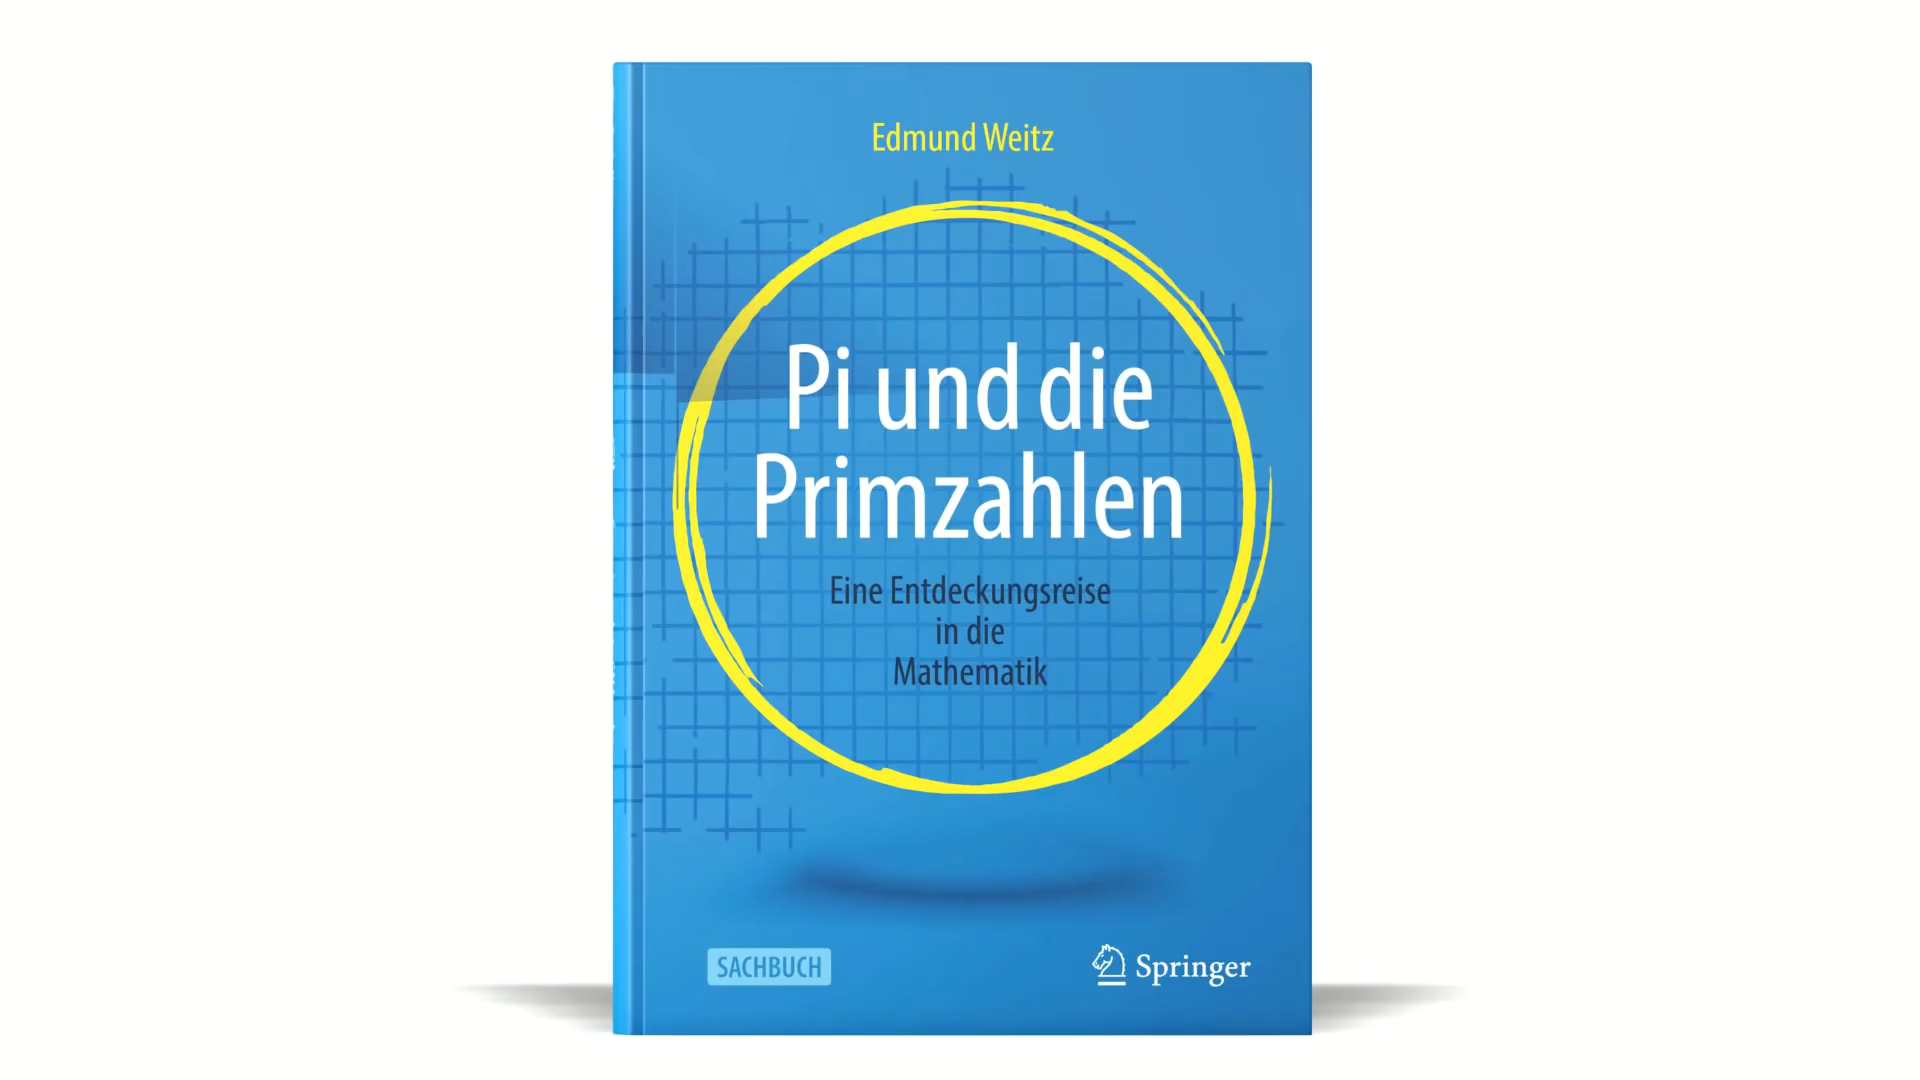 Edmund Weitz
Pi und die
Primzahlen
Eine Entdeckungsreise
in die
Mathematik
SACHBUCH
Springer